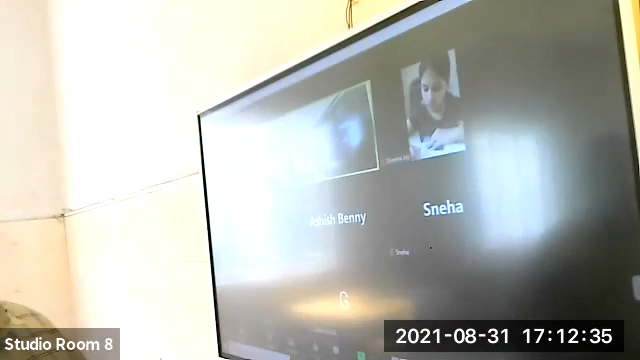 Ashish Benny
Sneha
Sneha
G
2021-08-31 17:12:35
Studio Room 8